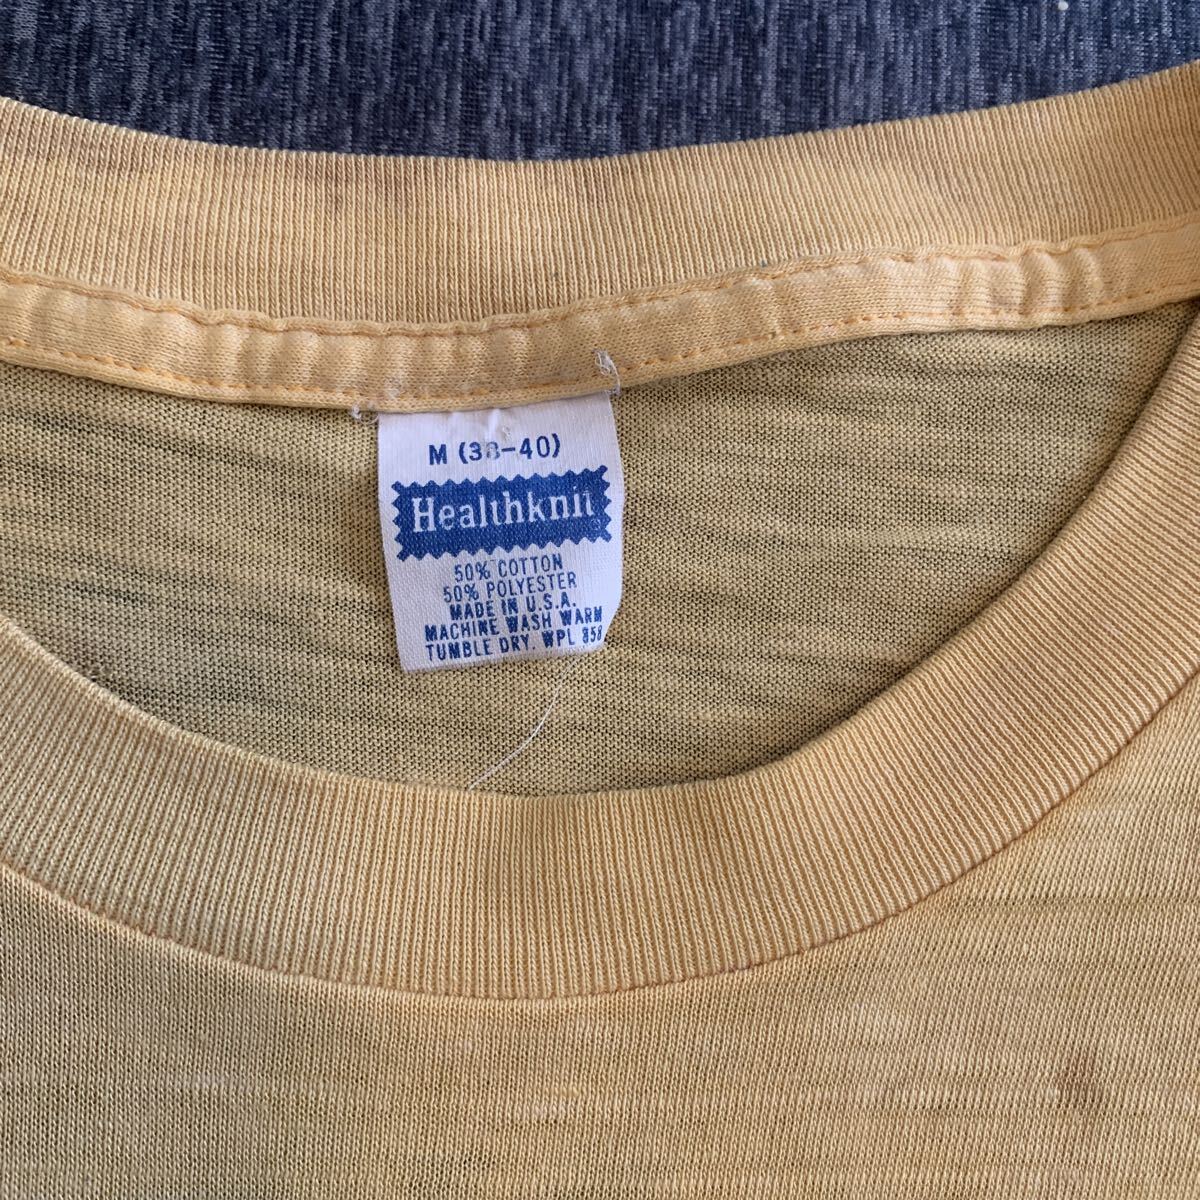 M (38-40)
Healthknit
50% COTTON
50% POLYESTER
MADE IN U.S.A.
MACHINE WASH WARM
TUMBLE DRY. WPL 858